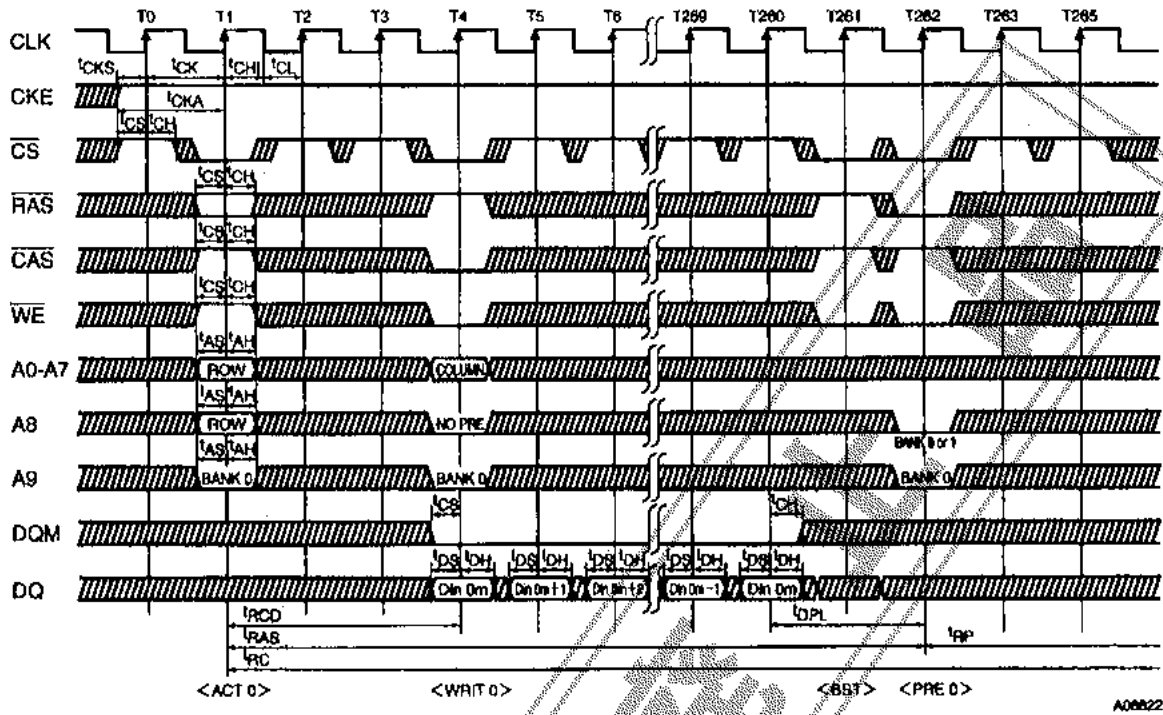 T0 T1 T2 T3 T4 T5 T6 T259 T260 T261 T262 T263 T265
CLK
tCKS tCK tCHI tCL
CKE
tCKA
tCS tCH
CS
tCS tCH
RAS
tCS tCH
CAS
tCS tCH
WE
tAS tAH
A0-A7 ROW COLUMN
tAS tAH
A8 ROW NO PRE
tAS tAH BANK 0 or 1
A9 BANK 0 BANK 0 BANK 0
tCS tCH
DQM
tDS tDH tDS tDH tDS tDH tDS tDH tDS tDH
DQ Din 0m Din 0m+1 Din 0m+2 Din 0m-1 Din 0m
tRCD tDPL
tRAS tRP
tRC
<ACT 0> <WRIT 0> <BST> <PRE 0>
A06622